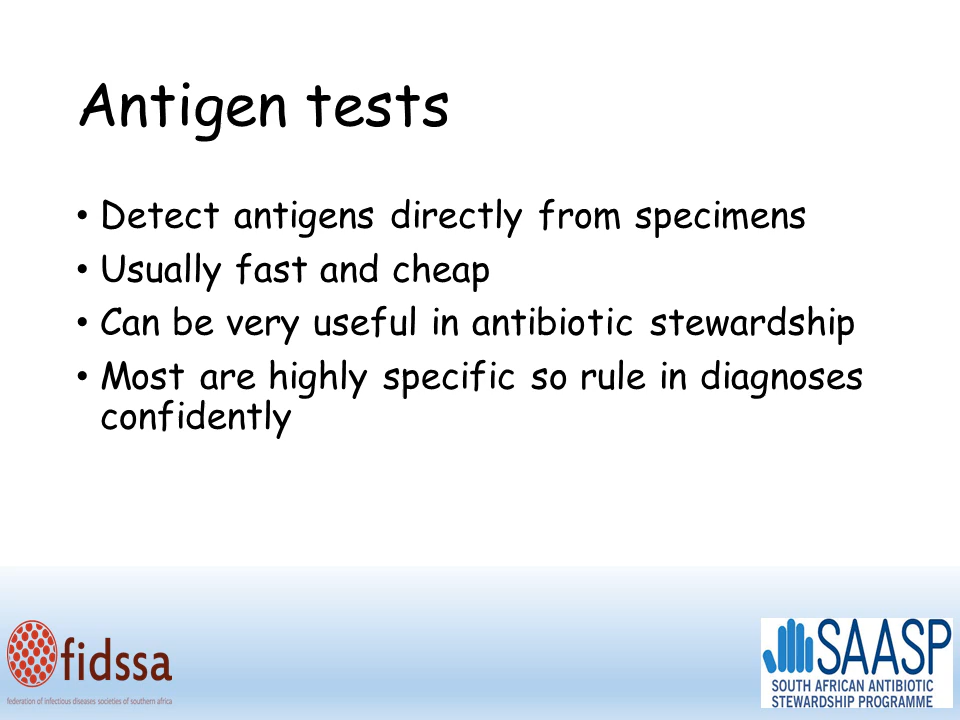 Antigen tests
• Detect antigens directly from specimens
• Usually fast and cheap
• Can be very useful in antibiotic stewardship
• Most are highly specific so rule in diagnoses
confidently
fidssa
federation of infectious diseases societies of southern africa
SAASP
SOUTH AFRICAN ANTIBIOTIC
STEWARDSHIP PROGRAMME